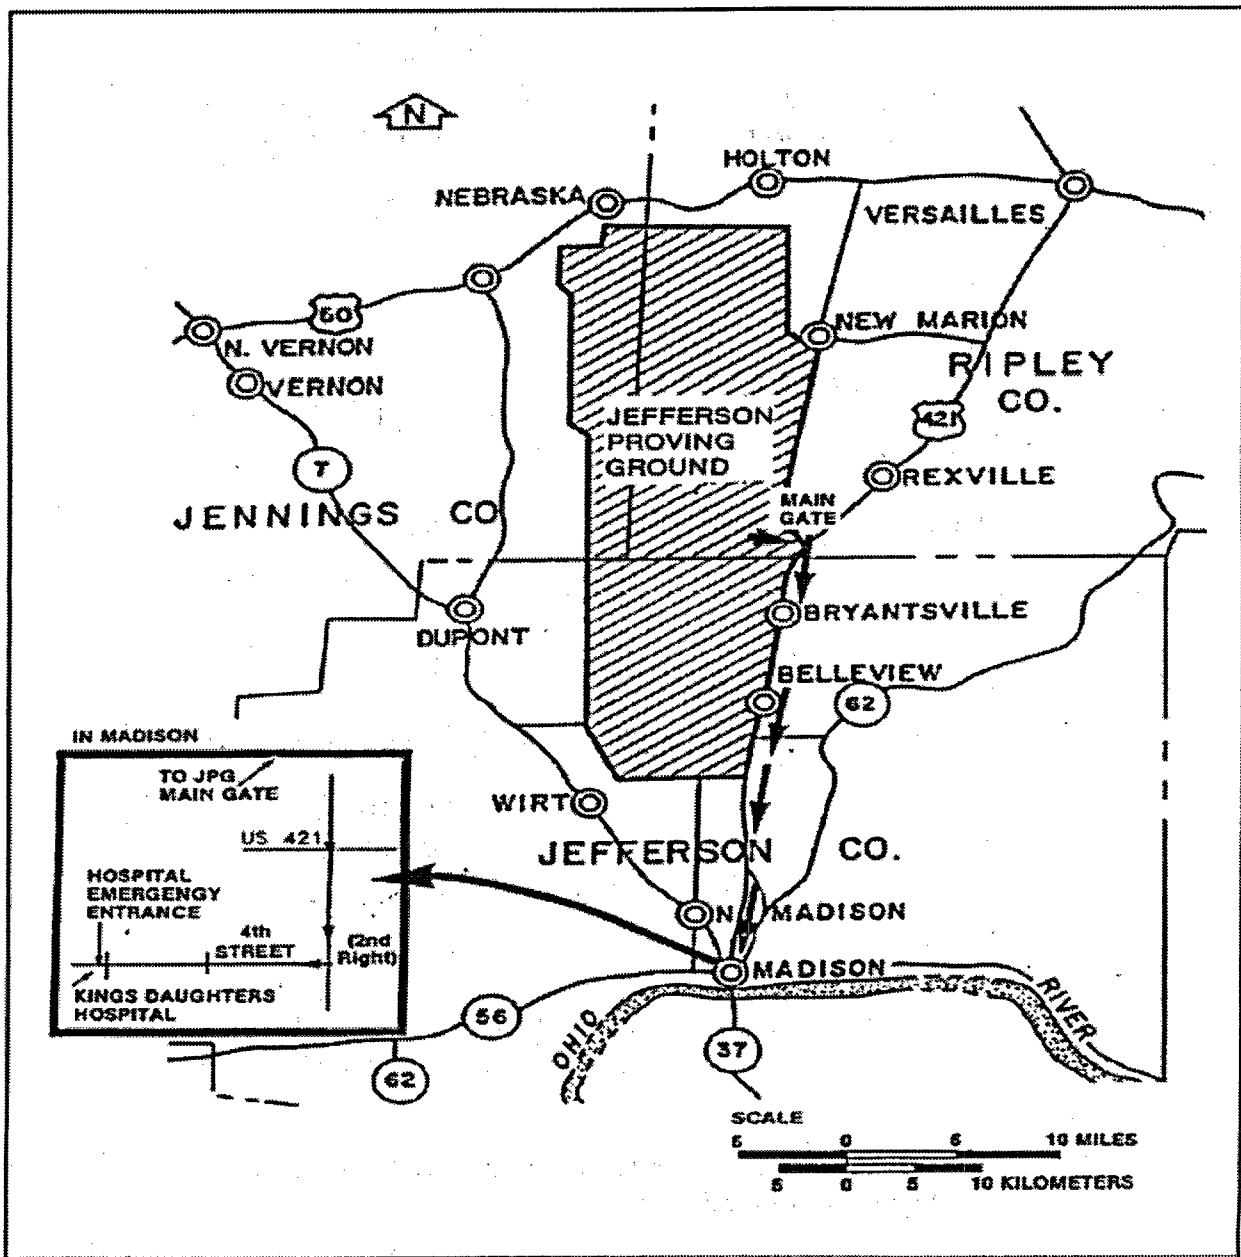 N
HOLTON
NEBRASKA
VERSAILLES
50
N. VERNON
NEW MARION
VERNON
RIPLEY
CO.
JEFFERSON
PROVING
GROUND
421
7
REXVILLE
MAIN
GATE
JENNINGS CO
BRYANTSVILLE
DUPONT
BELLEVIEW
62
IN MADISON
TO JPG
MAIN GATE
WIRT
US 421
JEFFERSON CO.
HOSPITAL
EMERGENCY
ENTRANCE
N. MADISON
4th
STREET
(2nd
Right)
MADISON
KINGS DAUGHTERS
HOSPITAL
56
OHIO
RIVER
37
62
SCALE
5 0 5 10 MILES
5 0 5 10 KILOMETERS